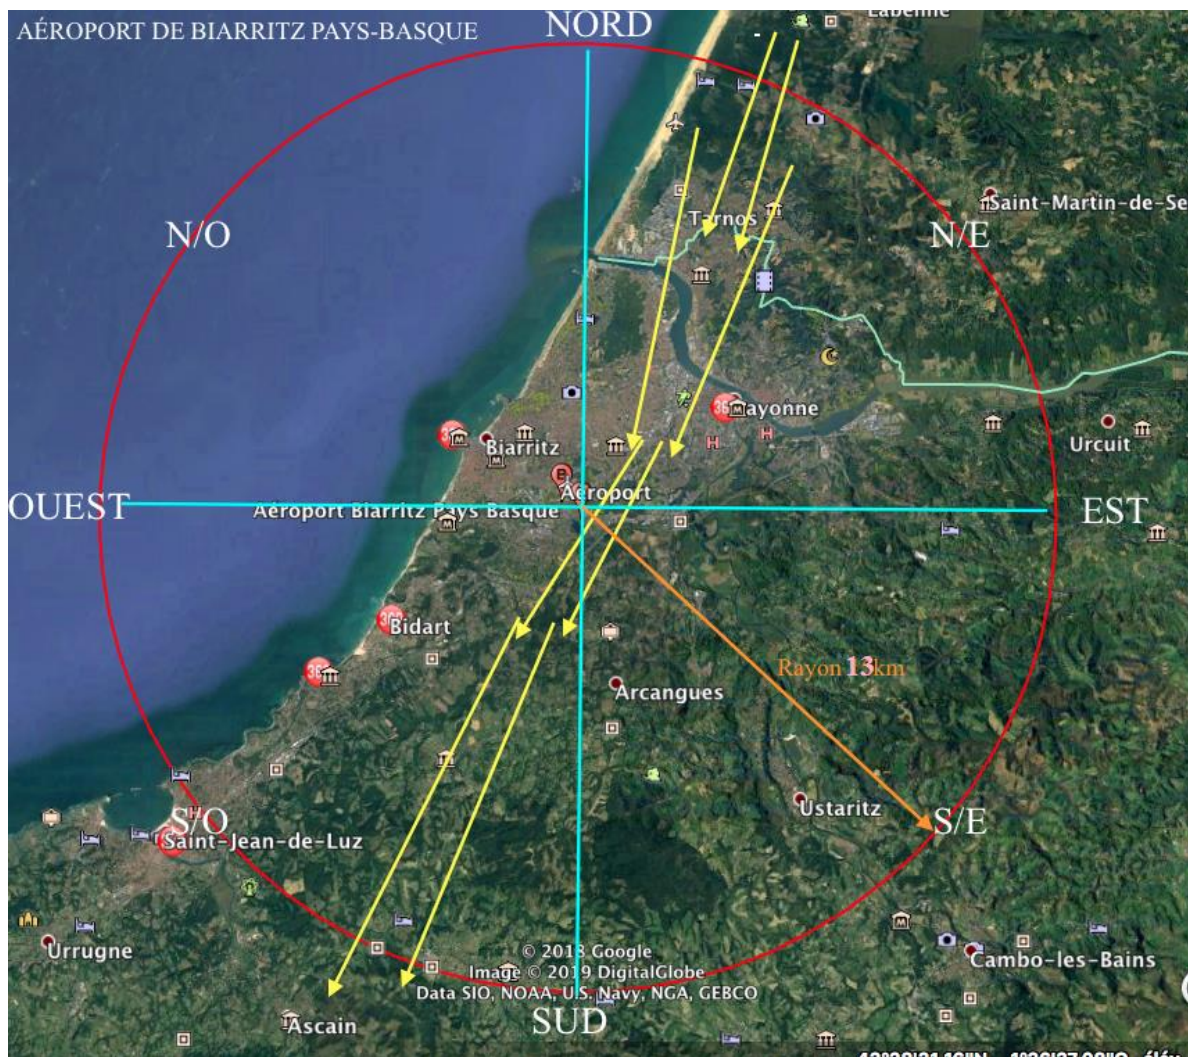 AÉROPORT DE BIARRITZ PAYS-BASQUE
NORD
Labenne
N/O
Tarnos
Saint-Martin-de-Se
N/E
Bayonne
Biarritz
Urcuit
Aéroport
OUEST
Aéroport Biarritz Pays Basque
EST
Bidart
Rayon 13km
Arcangues
Ustaritz
S/O
S/E
Saint-Jean-de-Luz
Urrugne
© 2018 Google
Image © 2019 DigitalGlobe
Data SIO, NOAA, U.S. Navy, NGA, GEBCO
Cambo-les-Bains
Ascain
SUD